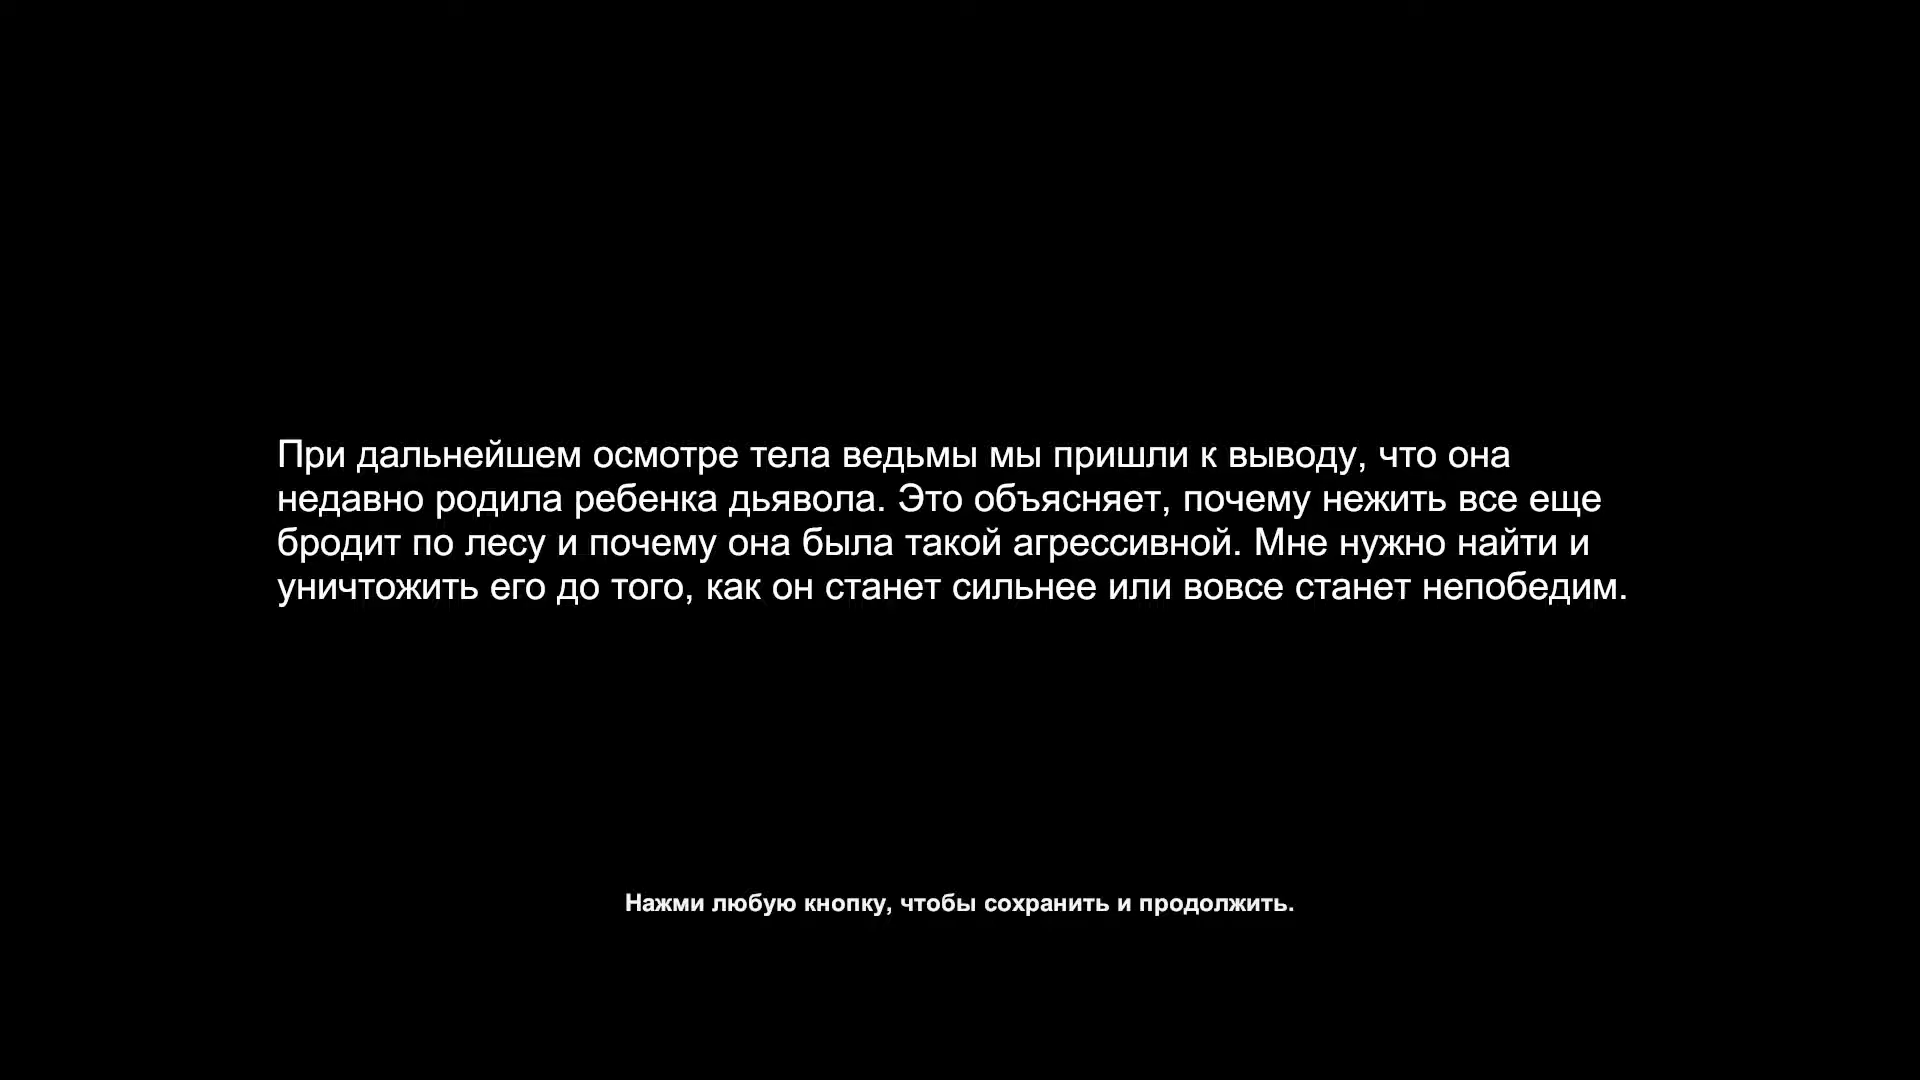 При дальнейшем осмотре тела ведьмы мы пришли к выводу, что она
недавно родила ребенка дьявола. Это объясняет, почему нежить все еще
бродит по лесу и почему она была такой агрессивной. Мне нужно найти и
уничтожить его до того, как он станет сильнее или вовсе станет непобедим.
Нажми любую кнопку, чтобы сохранить и продолжить.